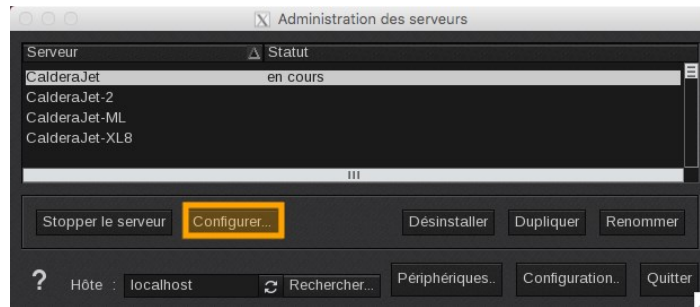 Administration des serveurs
Serveur Statut
CalderaJet en cours
CalderaJet-2
CalderaJet-ML
CalderaJet-XL8
Stopper le serveur Configurer... Désinstaller Dupliquer Renommer
? Hôte : localhost Rechercher... Périphériques.. Configuration.. Quitter